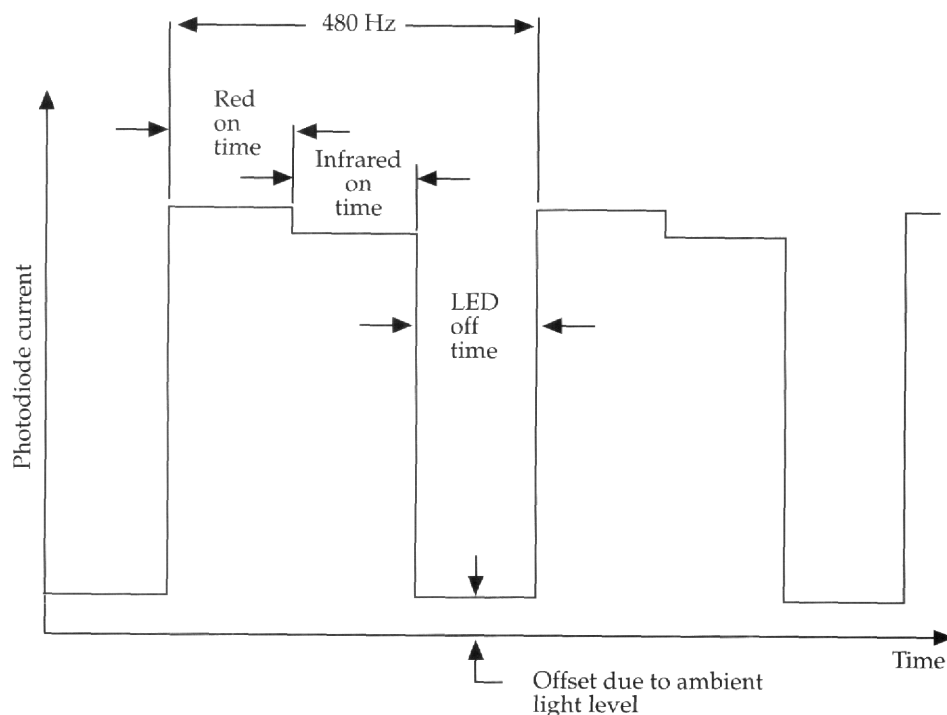 480 Hz
Red
on
time
Infrared
on
time
LED
off
time
Photodiode current
Time
Offset due to ambient
light level